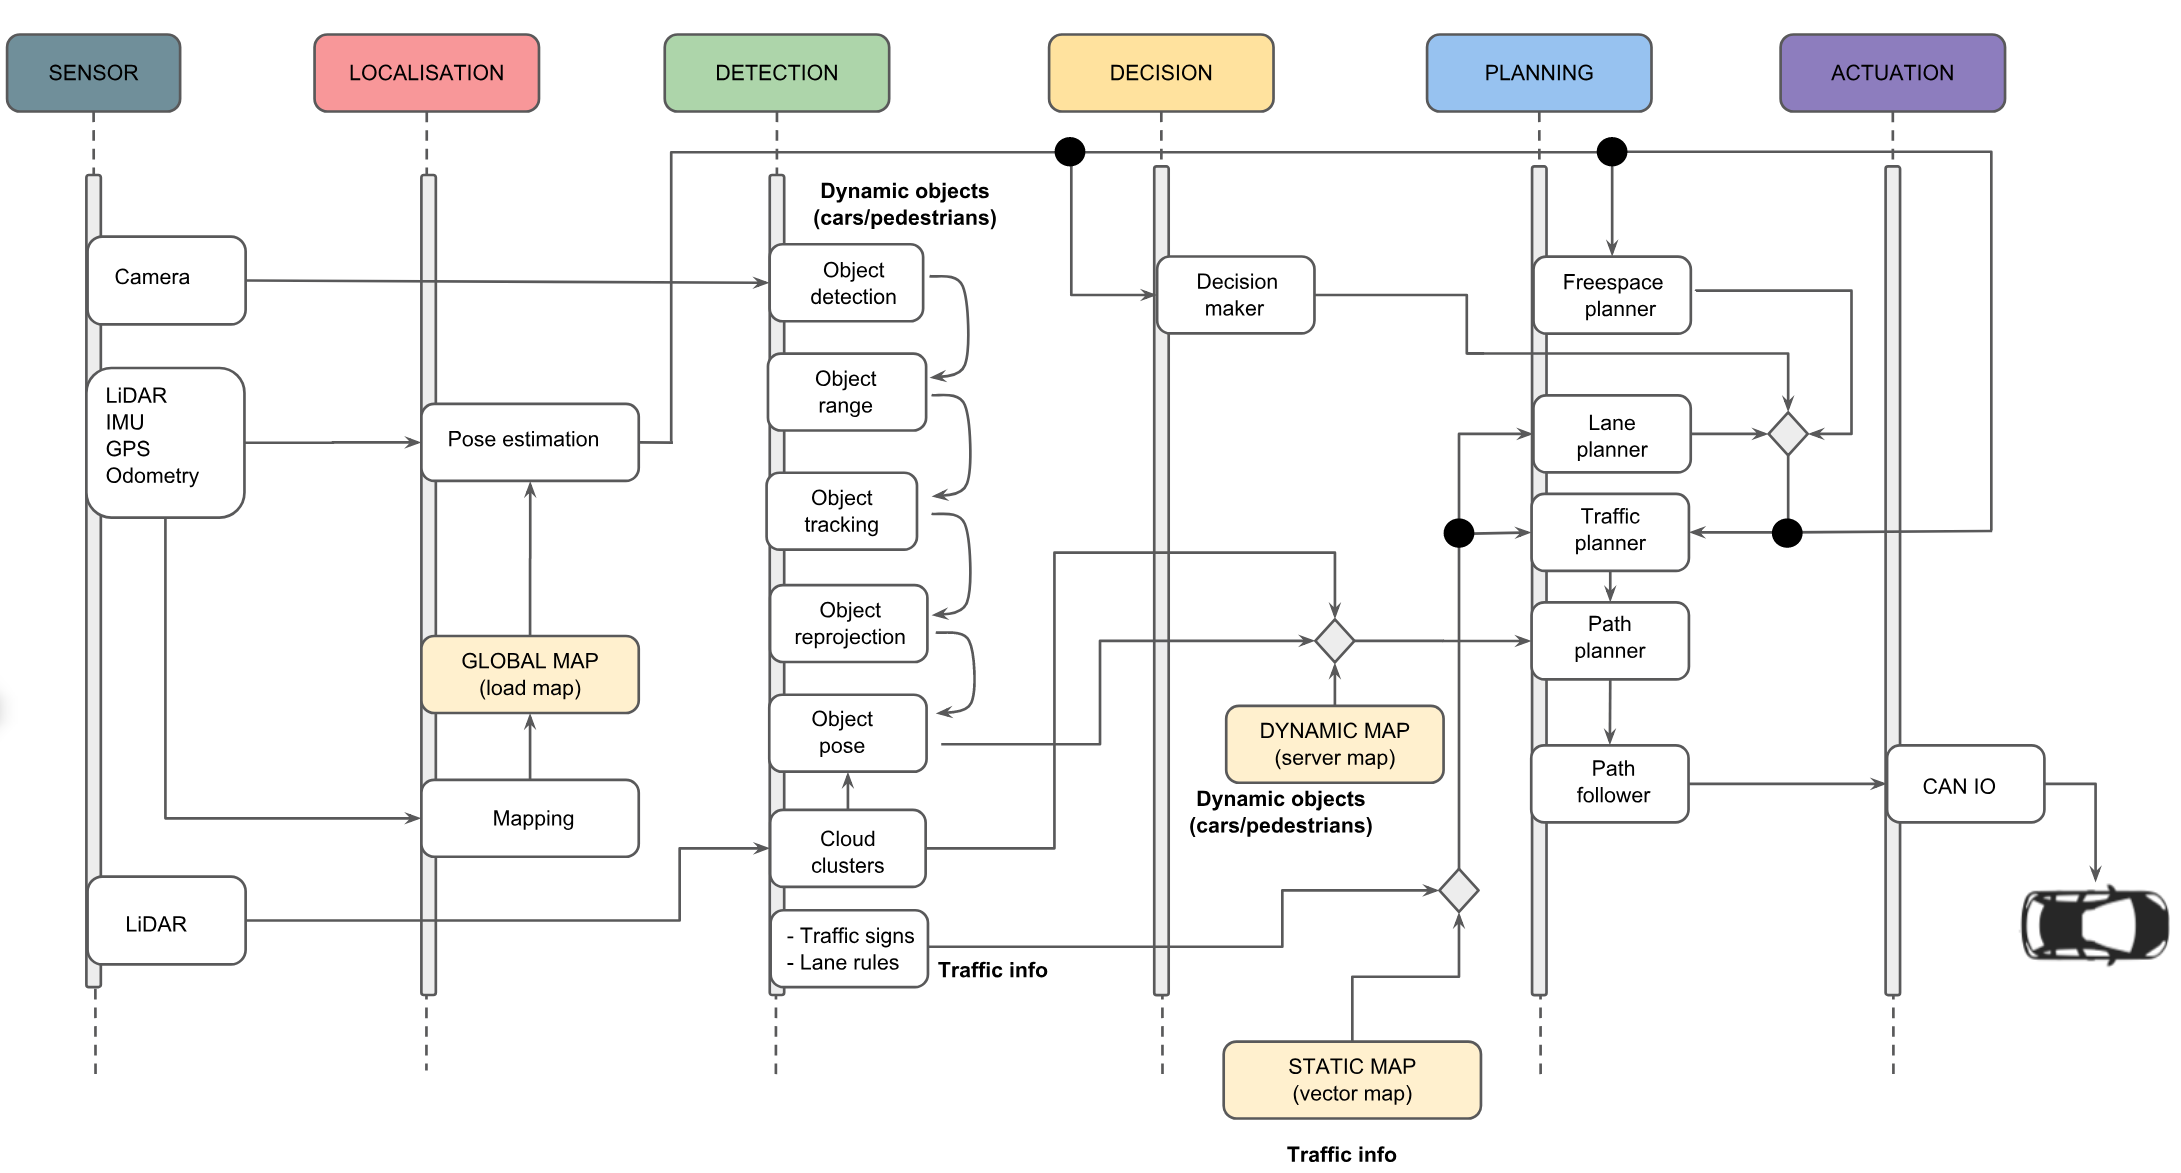 SENSOR
LOCALISATION
DETECTION
DECISION
PLANNING
ACTUATION
Camera
LiDAR
IMU
GPS
Odometry
LiDAR
Pose estimation
GLOBAL MAP
(load map)
Mapping
Dynamic objects
(cars/pedestrians)
Object
detection
Object
range
Object
tracking
Object
reprojection
Object
pose
Cloud
clusters
- Traffic signs
- Lane rules
Traffic info
Decision
maker
DYNAMIC MAP
(server map)
Dynamic objects
(cars/pedestrians)
STATIC MAP
(vector map)
Traffic info
Freespace
planner
Lane
planner
Traffic
planner
Path
planner
Path
follower
CAN IO